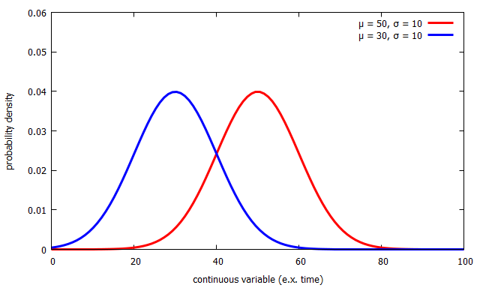 0.06
μ = 50, σ = 10
μ = 30, σ = 10
0.05
0.04
0.03
0.02
0.01
0
probability density
0 20 40 60 80 100
continuous variable (e.x. time)